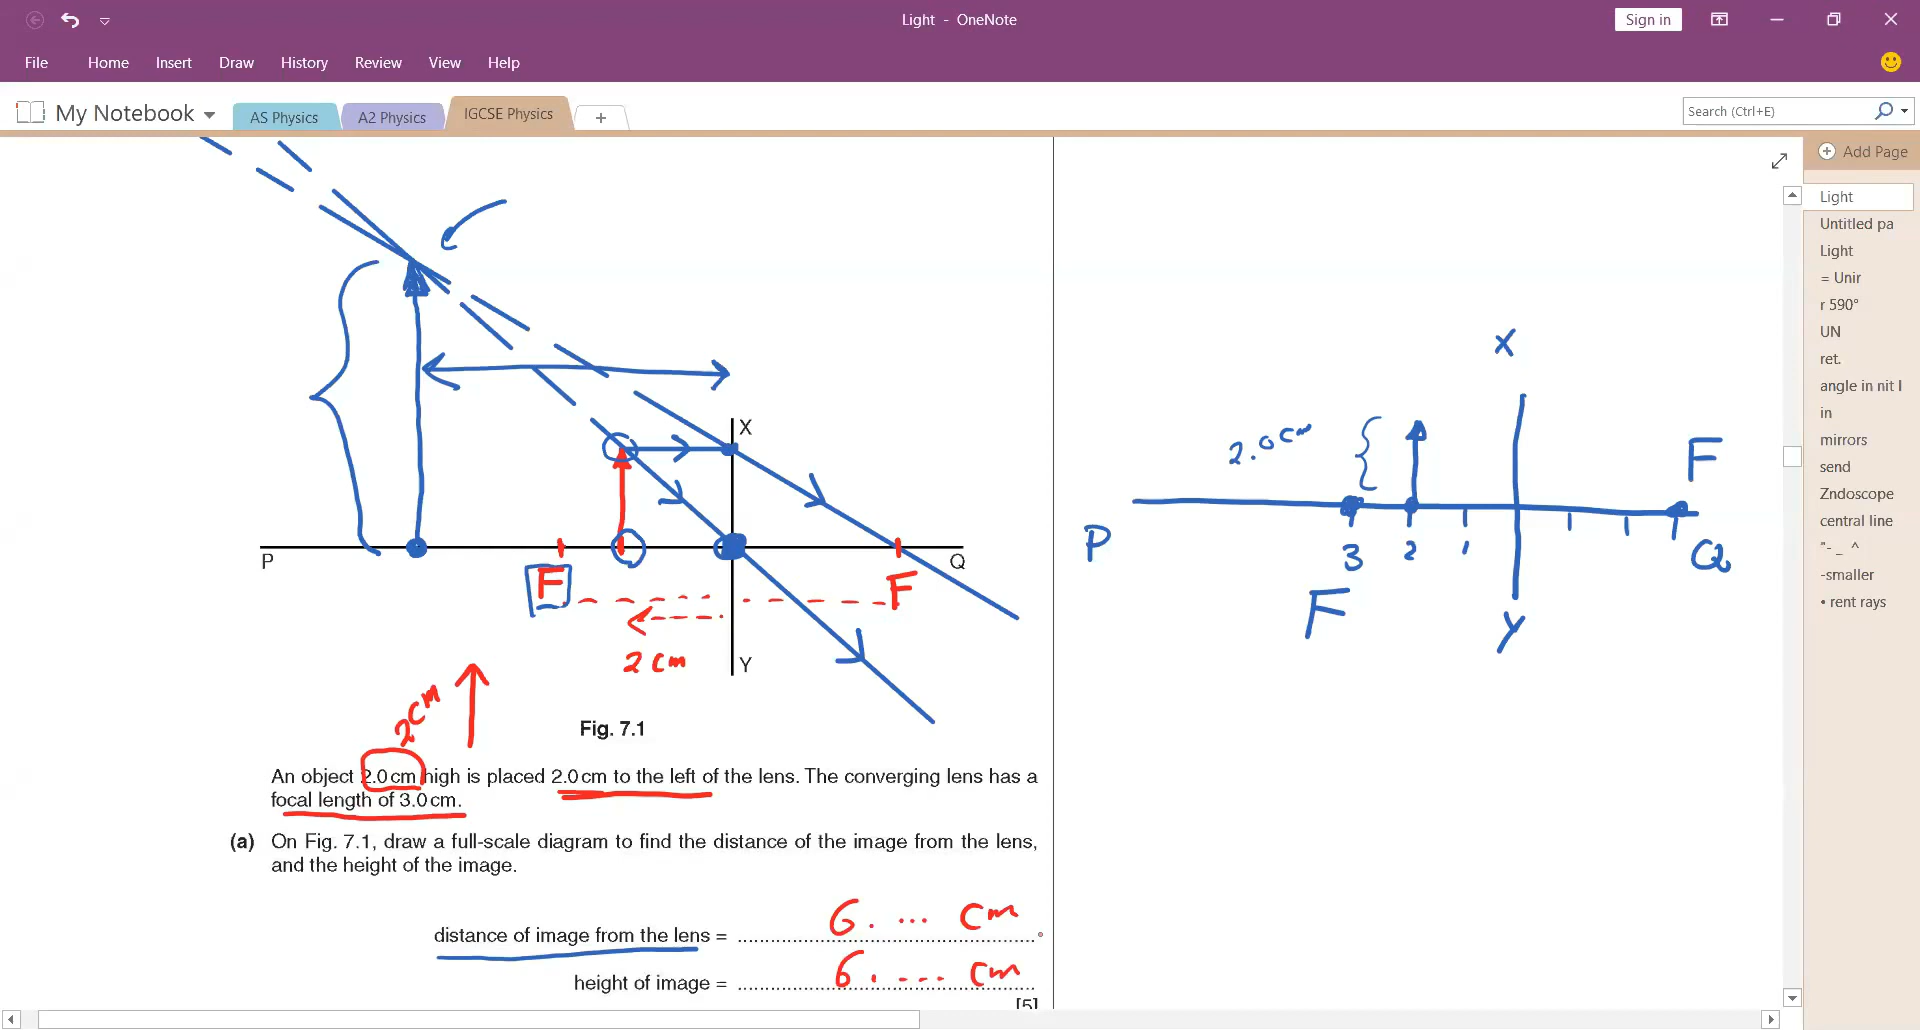 Light - OneNote
Sign in
File Home Insert Draw History Review View Help
My Notebook
AS Physics
A2 Physics
IGCSE Physics
+
Search (Ctrl+E)
Add Page
Light
Untitled pa
Light
= Unir
r 590°
UN
ret.
angle in nit l
in
mirrors
send
Zndoscope
central line
"- _ ^
-smaller
• rent rays
X
P
Q
F
F
2 cm
Y
2 cm
Fig. 7.1
An object 2.0 cm high is placed 2.0 cm to the left of the lens. The converging lens has a
focal length of 3.0 cm.
(a) On Fig. 7.1, draw a full-scale diagram to find the distance of the image from the lens,
and the height of the image.
distance of image from the lens = 6. ... cm
height of image = 6. .... cm
[5]
X
2.0 cm
F
P
3 2 1
Q
F
Y